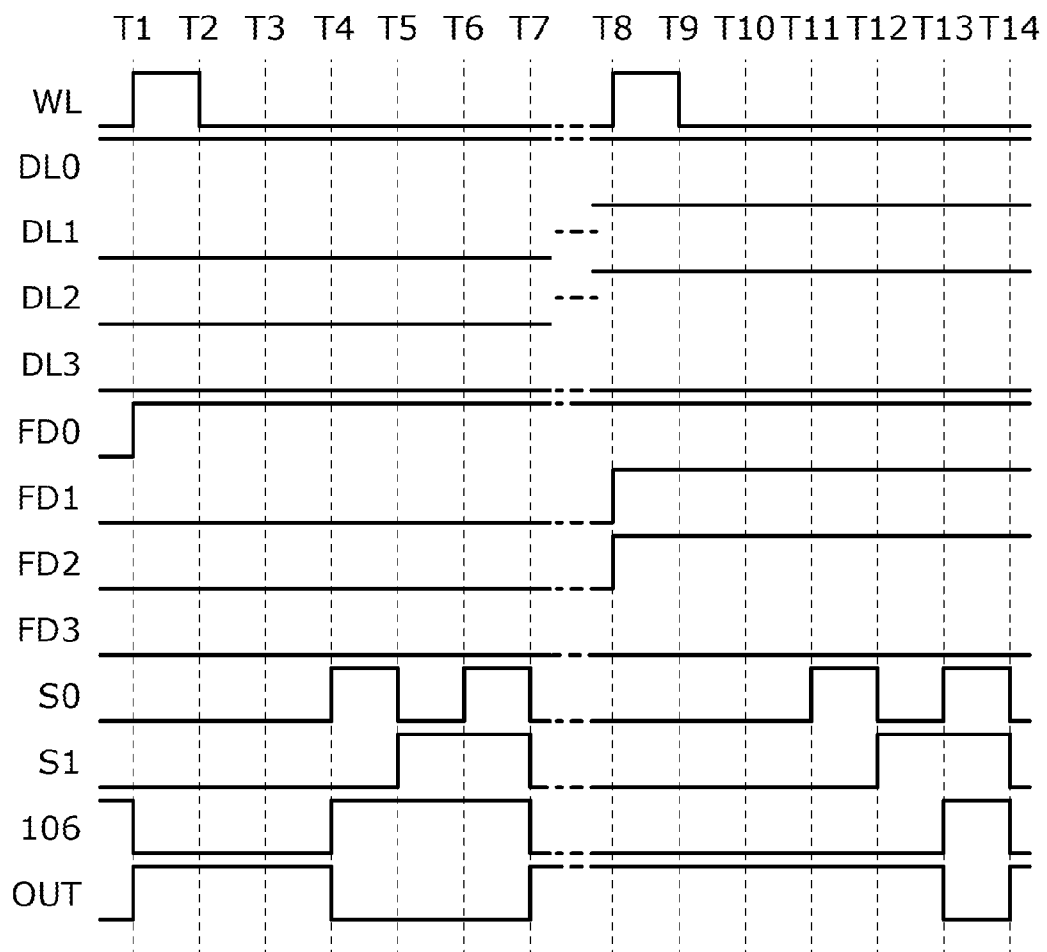 T1 T2 T3 T4 T5 T6 T7 T8 T9 T10 T11 T12 T13 T14
WL
DL0
DL1
DL2
DL3
FD0
FD1
FD2
FD3
S0
S1
106
OUT